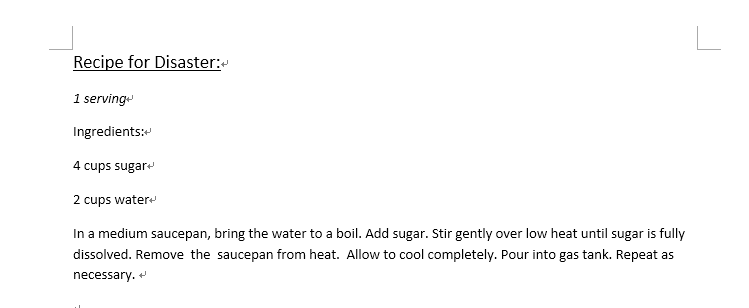 Recipe for Disaster:
1 serving
Ingredients:
4 cups sugar
2 cups water
In a medium saucepan, bring the water to a boil. Add sugar. Stir gently over low heat until sugar is fully
dissolved. Remove  the  saucepan from heat.  Allow to cool completely. Pour into gas tank. Repeat as
necessary.